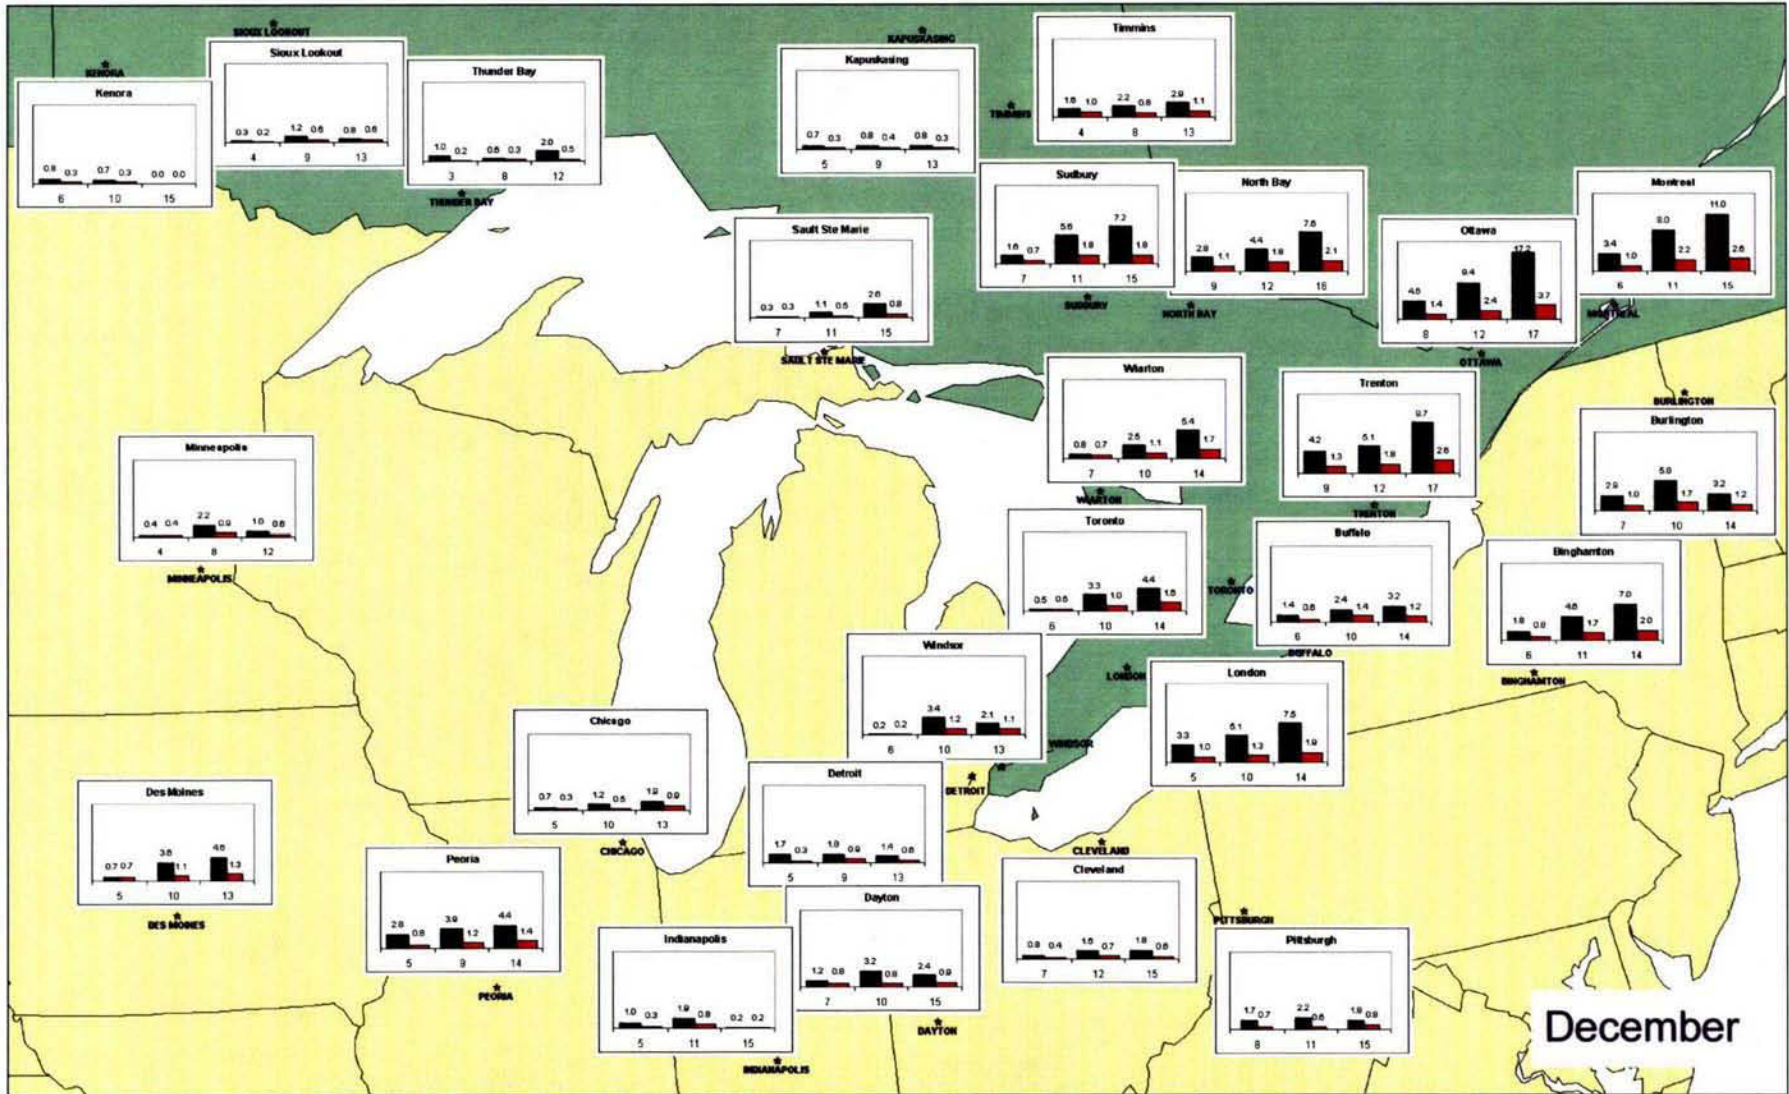 SIOUX LOOKOUT
KENORA
KAPUSKASING
TIMMINS
Sioux Lookout
0.3 0.2 1.2 0.6 0.8 0.6
4 9 13
Kenora
0.8 0.3 0.7 0.3 0.0 0.0
6 10 15
Thunder Bay
1.0 0.2 0.6 0.3 2.0 0.5
3 8 12
THUNDER BAY
Kapuskasing
0.7 0.3 0.8 0.4 0.8 0.3
5 9 13
Timmins
1.6 1.0 2.2 0.8 2.9 1.1
4 8 13
Sudbury
1.6 0.7 5.6 1.8 7.2 1.8
7 11 15
SUDBURY
North Bay
2.8 1.1 4.4 1.8 7.6 2.1
9 12 16
NORTH BAY
Ottawa
4.6 1.4 9.4 2.4 17.2 3.7
8 12 17
OTTAWA
Montreal
3.4 1.0 8.0 2.2 11.0 2.6
6 11 15
MONTREAL
Sault Ste Marie
0.3 0.3 1.1 0.5 2.6 0.8
7 11 15
SAULT STE MARIE
Wiarton
0.8 0.7 2.5 1.1 5.4 1.7
7 10 14
WIARTON
Trenton
4.2 1.3 5.1 1.8 9.7 2.6
9 12 17
TRENTON
BURLINGTON
Burlington
2.9 1.0 5.8 1.7 3.2 1.2
7 10 14
Minneapolis
0.4 0.4 2.2 0.9 1.0 0.6
4 8 12
MINNEAPOLIS
Toronto
0.5 0.6 3.3 1.0 4.4 1.6
6 10 14
TORONTO
Buffalo
1.4 0.6 2.4 1.4 3.2 1.2
6 10 14
BUFFALO
Binghamton
1.8 0.8 4.6 1.7 7.0 2.0
6 11 14
BINGHAMTON
Windsor
0.2 0.2 3.4 1.2 2.1 1.1
6 10 13
WINDSOR
LONDON
London
3.3 1.0 5.1 1.3 7.5 1.9
5 10 14
Chicago
0.7 0.3 1.2 0.5 1.9 0.9
5 10 13
CHICAGO
Detroit
1.7 0.3 1.8 0.9 1.4 0.6
5 9 13
DETROIT
CLEVELAND
Cleveland
0.8 0.4 1.6 0.7 1.8 0.6
7 12 15
Des Moines
0.7 0.7 3.6 1.1 4.6 1.3
5 10 13
DES MOINES
Peoria
2.8 0.8 3.9 1.2 4.4 1.4
5 9 14
PEORIA
Indianapolis
1.0 0.3 1.9 0.8 0.2 0.2
5 11 15
INDIANAPOLIS
Dayton
1.2 0.8 3.2 0.8 2.4 0.9
7 10 15
DAYTON
PITTSBURGH
Pittsburgh
1.7 0.7 2.2 0.6 1.8 0.9
8 11 15
December